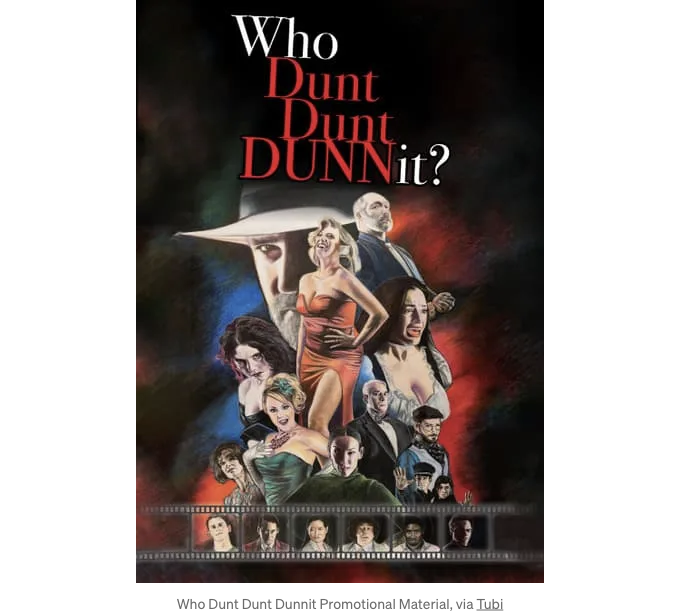 Who
Dunt
Dunt
DUNNit?
Who Dunt Dunt Dunnit Promotional Material, via Tubi